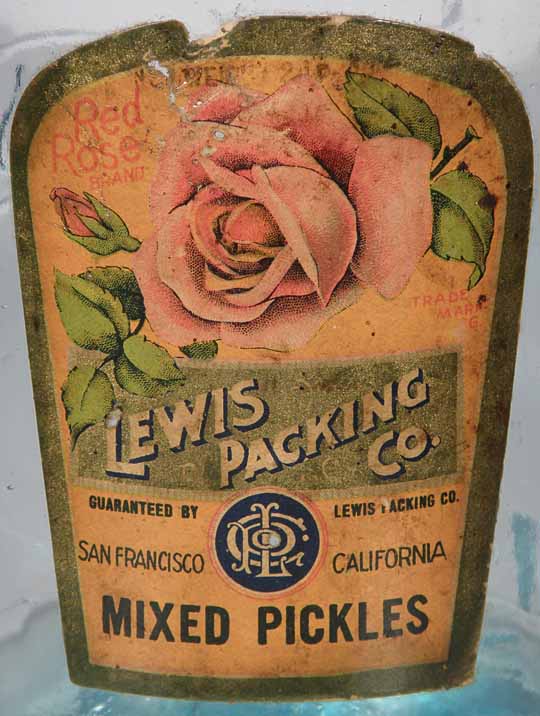 Red
Rose
BRAND
TRADE
MARK
LEWIS
PACKING
Co.
GUARANTEED BY LEWIS PACKING CO.
SAN FRANCISCO CALIFORNIA
MIXED PICKLES